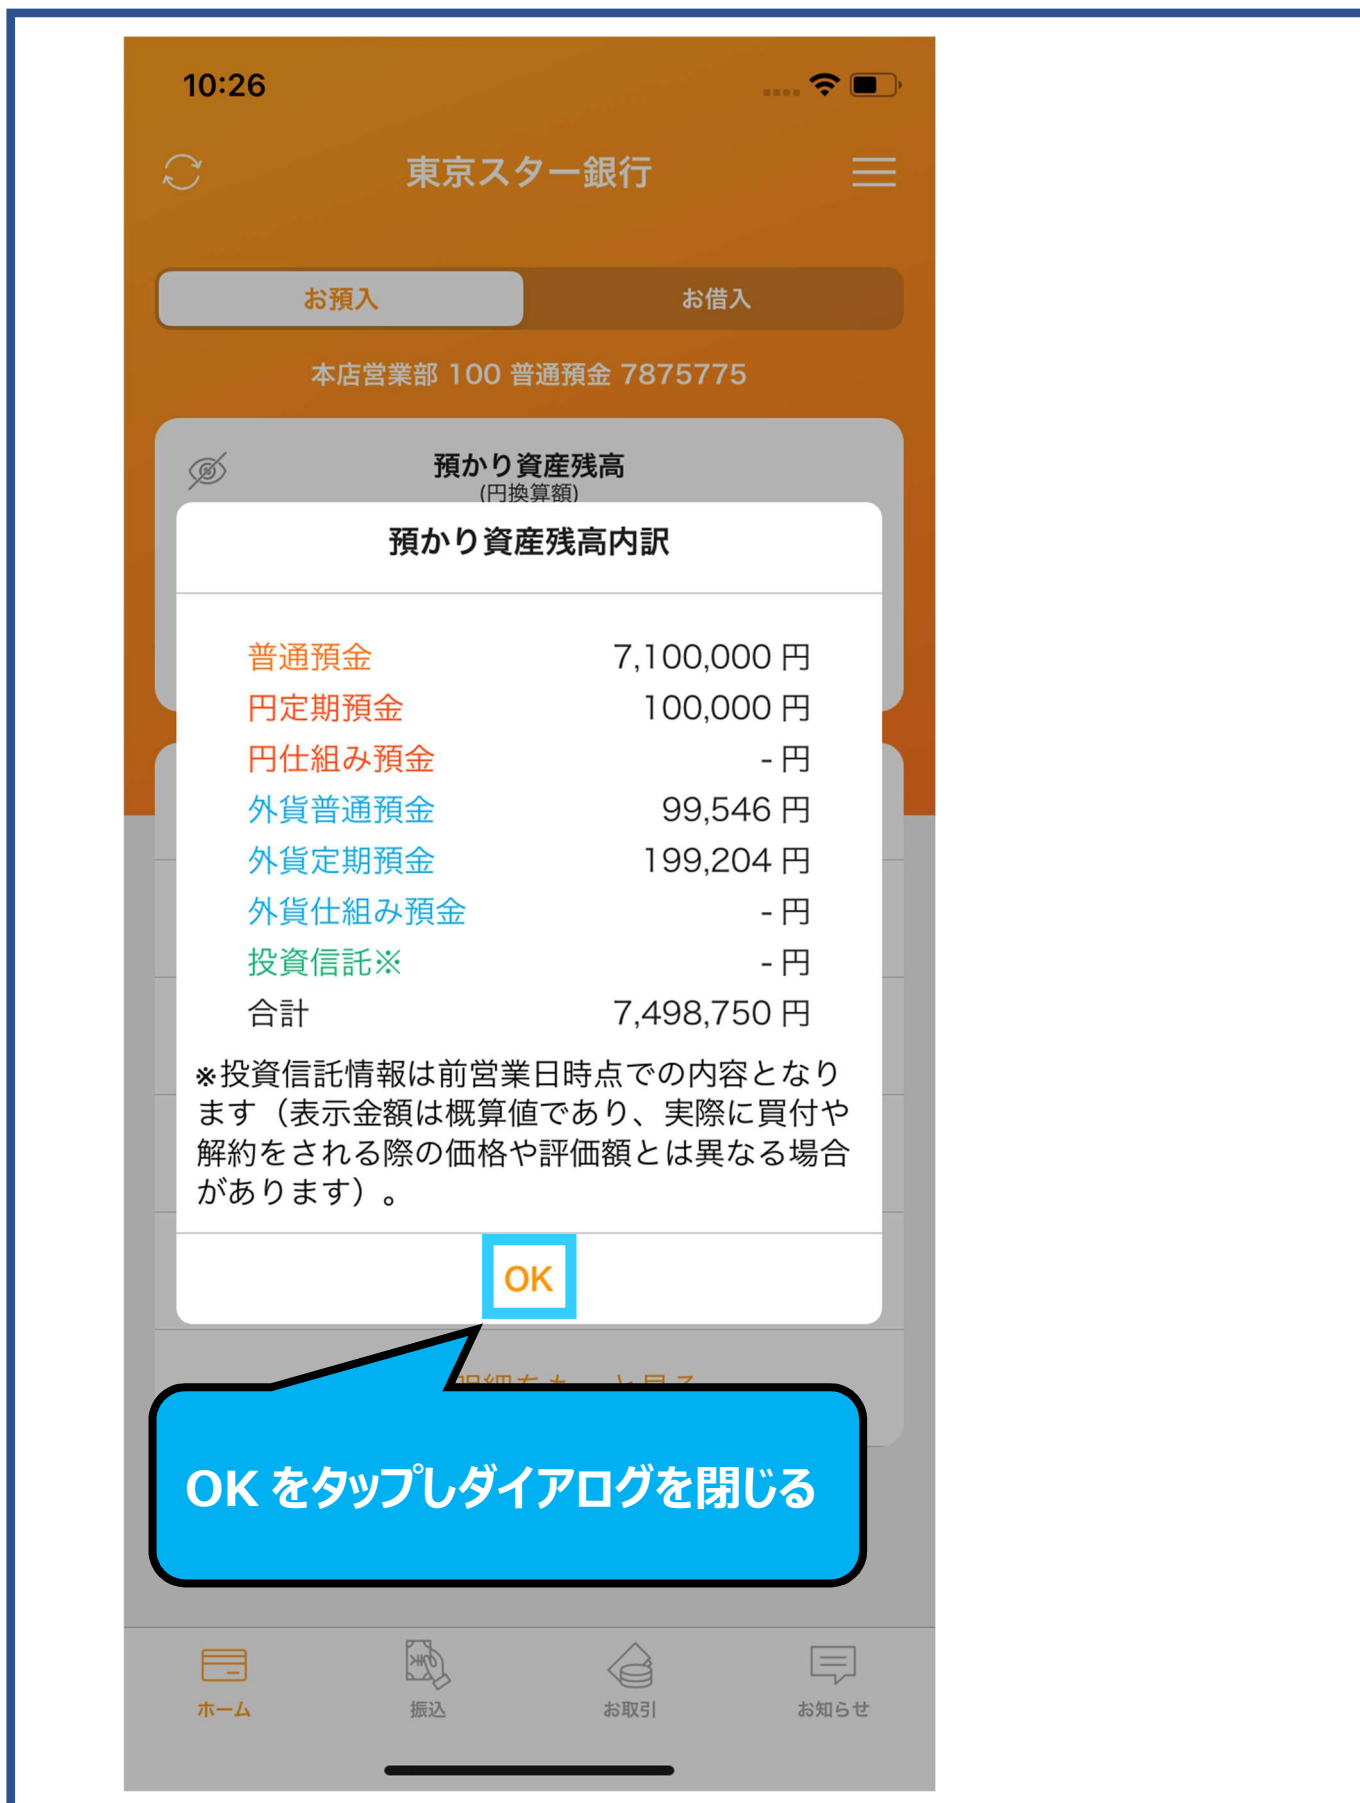 10:26
東京スター銀行
お預入
お借入
本店営業部 100 普通預金 7875775
預かり資産残高
(円換算額)
預かり資産残高内訳
普通預金 7,100,000 円
円定期預金 100,000 円
円仕組み預金 - 円
外貨普通預金 99,546 円
外貨定期預金 199,204 円
外貨仕組み預金 - 円
投資信託※ - 円
合計 7,498,750 円
※投資信託情報は前営業日時点での内容となり
ます（表示金額は概算値であり、実際に買付や
解約をされる際の価格や評価額とは異なる場合
があります）。
OK
OK をタップしダイアログを閉じる
ホーム
振込
お取引
お知らせ